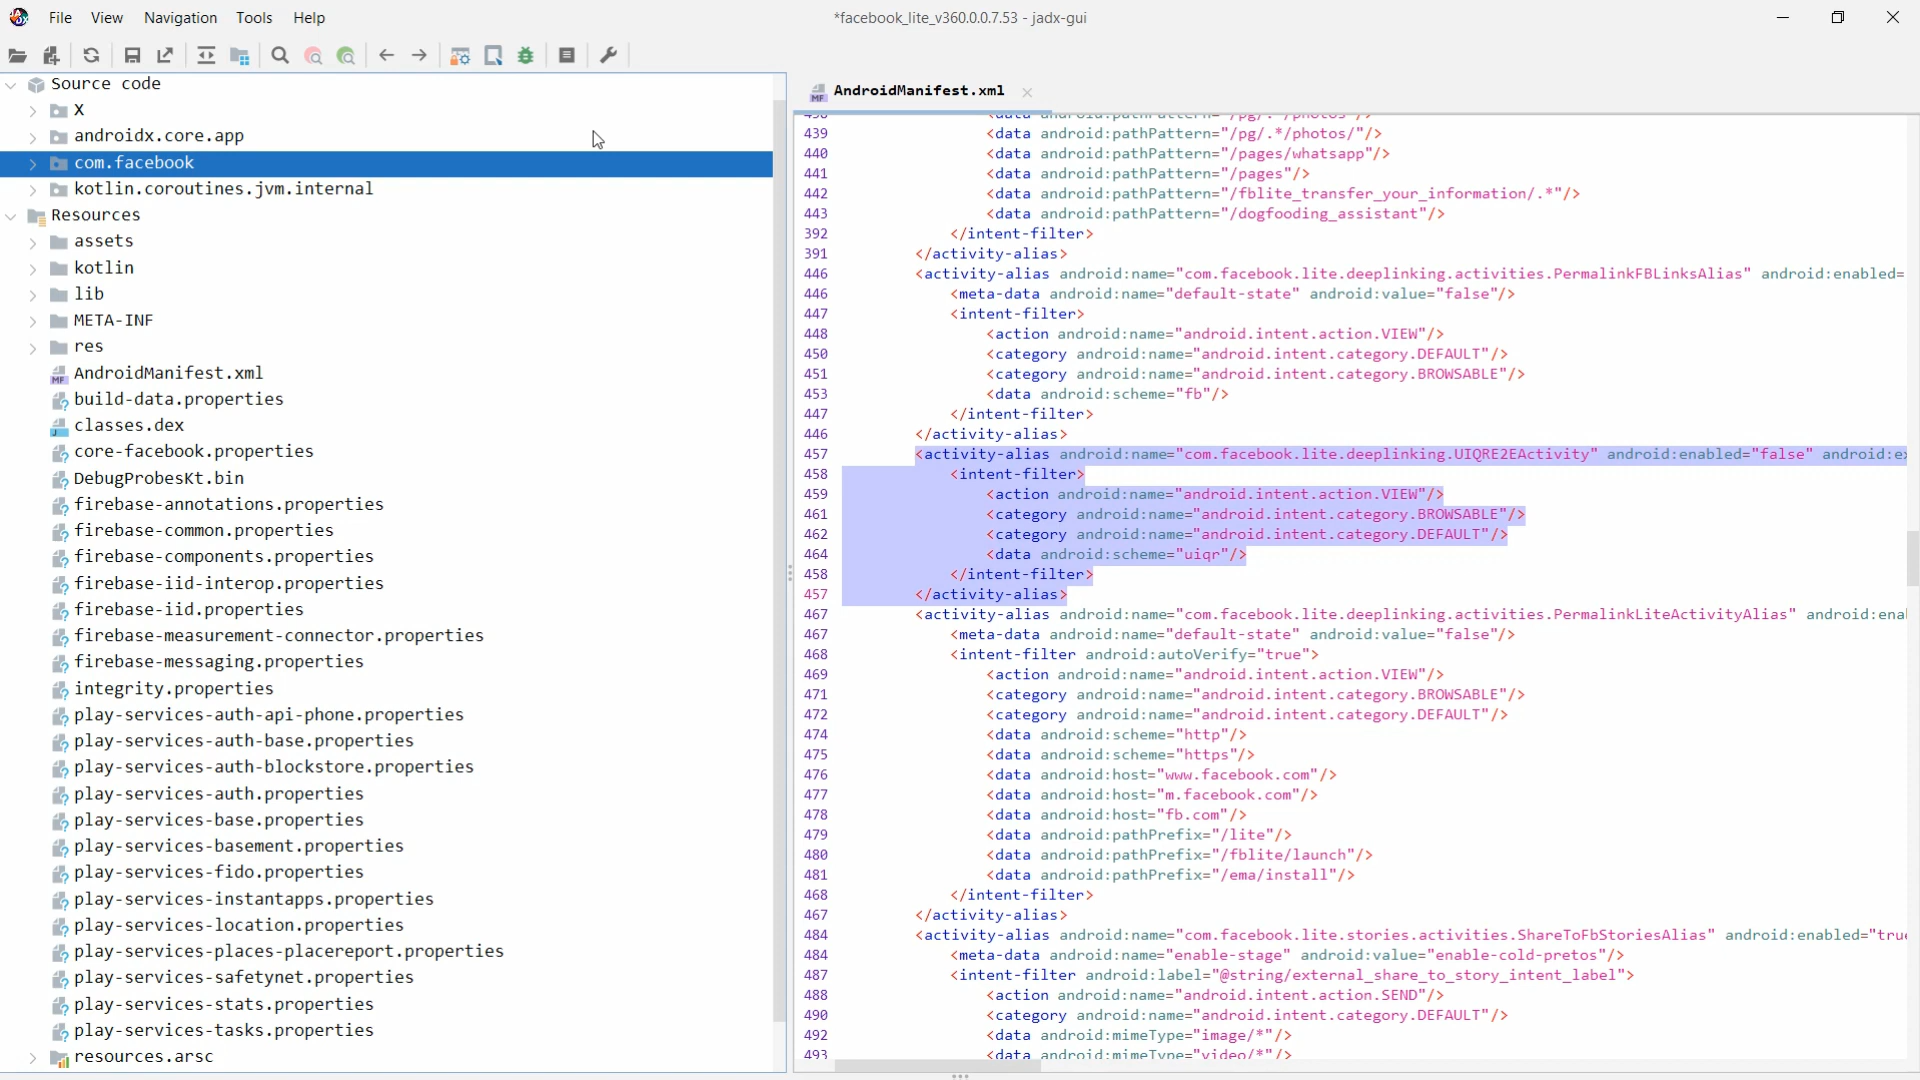 File View Navigation Tools Help
*facebook_lite_v360.0.0.7.53 - jadx-gui
Source code
X
androidx.core.app
com.facebook
kotlin.coroutines.jvm.internal
Resources
assets
kotlin
lib
META-INF
res
AndroidManifest.xml
build-data.properties
classes.dex
core-facebook.properties
DebugProbesKt.bin
firebase-annotations.properties
firebase-common.properties
firebase-components.properties
firebase-iid-interop.properties
firebase-iid.properties
firebase-measurement-connector.properties
firebase-messaging.properties
integrity.properties
play-services-auth-api-phone.properties
play-services-auth-base.properties
play-services-auth-blockstore.properties
play-services-auth.properties
play-services-base.properties
play-services-basement.properties
play-services-fido.properties
play-services-instantapps.properties
play-services-location.properties
play-services-places-placereport.properties
play-services-safetynet.properties
play-services-stats.properties
play-services-tasks.properties
resources.arsc
AndroidManifest.xml
438 <data android:pathPattern="/pg/.*/photos"/>
439 <data android:pathPattern="/pg/.*/photos/"/>
440 <data android:pathPattern="/pages/whatsapp"/>
441 <data android:pathPattern="/pages"/>
442 <data android:pathPattern="/fblite_transfer_your_information/.*"/>
443 <data android:pathPattern="/dogfooding_assistant"/>
392 </intent-filter>
391 </activity-alias>
446 <activity-alias android:name="com.facebook.lite.deeplinking.activities.PermalinkFBLinksAlias" android:enabled=
446 <meta-data android:name="default-state" android:value="false"/>
447 <intent-filter>
448 <action android:name="android.intent.action.VIEW"/>
450 <category android:name="android.intent.category.DEFAULT"/>
451 <category android:name="android.intent.category.BROWSABLE"/>
453 <data android:scheme="fb"/>
447 </intent-filter>
446 </activity-alias>
457 <activity-alias android:name="com.facebook.lite.deeplinking.UIQRE2EActivity" android:enabled="false" android:ex
458 <intent-filter>
459 <action android:name="android.intent.action.VIEW"/>
461 <category android:name="android.intent.category.BROWSABLE"/>
462 <category android:name="android.intent.category.DEFAULT"/>
464 <data android:scheme="uiqr"/>
458 </intent-filter>
457 </activity-alias>
467 <activity-alias android:name="com.facebook.lite.deeplinking.activities.PermalinkLiteActivityAlias" android:ena
467 <meta-data android:name="default-state" android:value="false"/>
468 <intent-filter android:autoVerify="true">
469 <action android:name="android.intent.action.VIEW"/>
471 <category android:name="android.intent.category.BROWSABLE"/>
472 <category android:name="android.intent.category.DEFAULT"/>
474 <data android:scheme="http"/>
475 <data android:scheme="https"/>
476 <data android:host="www.facebook.com"/>
477 <data android:host="m.facebook.com"/>
478 <data android:host="fb.com"/>
479 <data android:pathPrefix="/lite"/>
480 <data android:pathPrefix="/fblite/launch"/>
481 <data android:pathPrefix="/ema/install"/>
468 </intent-filter>
467 </activity-alias>
484 <activity-alias android:name="com.facebook.lite.stories.activities.ShareToFbStoriesAlias" android:enabled="true
484 <meta-data android:name="enable-stage" android:value="enable-cold-pretos"/>
487 <intent-filter android:label="@string/external_share_to_story_intent_label">
488 <action android:name="android.intent.action.SEND"/>
490 <category android:name="android.intent.category.DEFAULT"/>
492 <data android:mimeType="image/*"/>
493 <data android:mimeType="video/*"/>